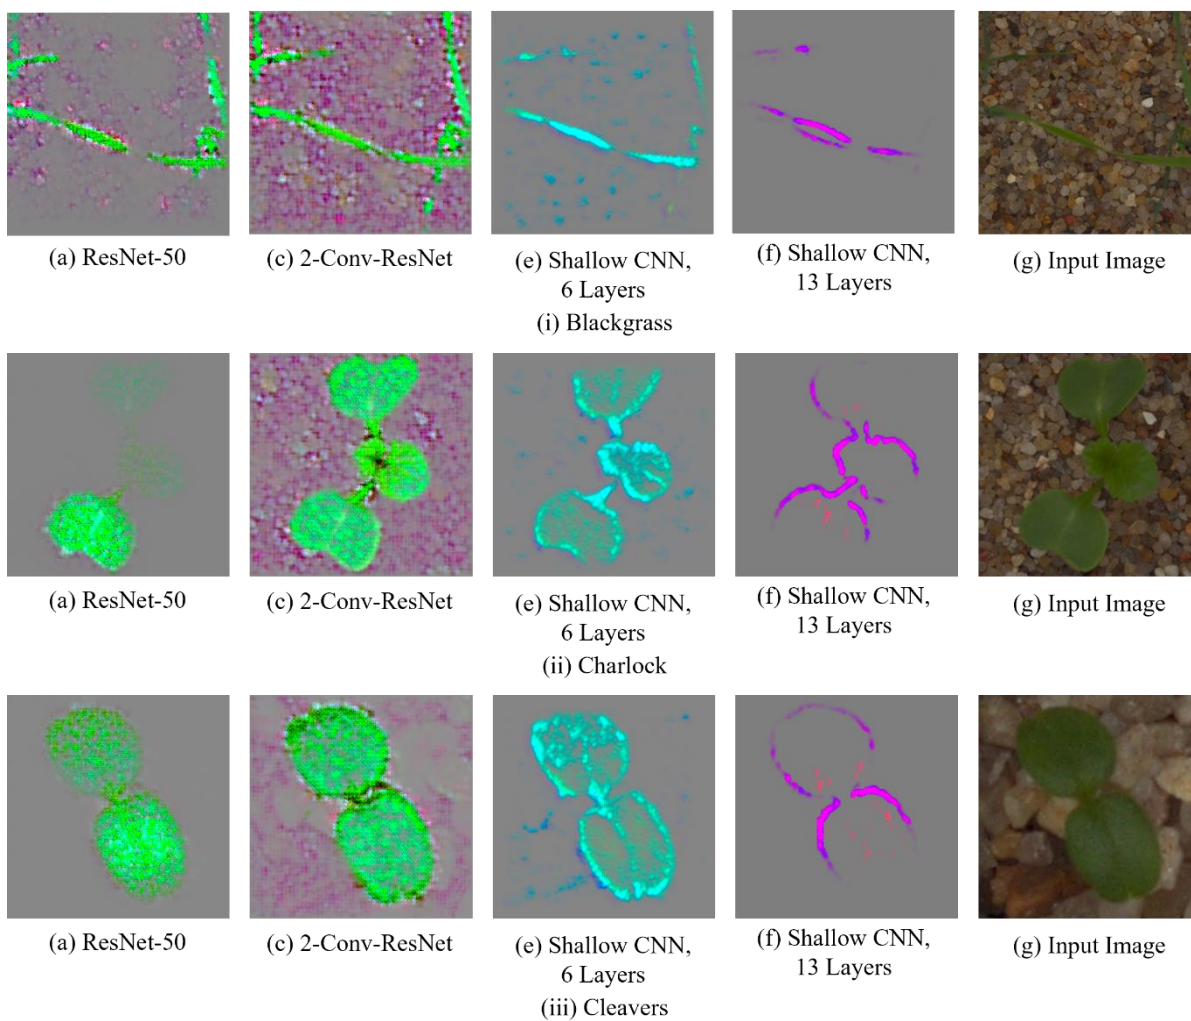 (a) ResNet-50
(c) 2-Conv-ResNet
(e) Shallow CNN,
6 Layers
(f) Shallow CNN,
13 Layers
(g) Input Image
(i) Blackgrass
(a) ResNet-50
(c) 2-Conv-ResNet
(e) Shallow CNN,
6 Layers
(f) Shallow CNN,
13 Layers
(g) Input Image
(ii) Charlock
(a) ResNet-50
(c) 2-Conv-ResNet
(e) Shallow CNN,
6 Layers
(f) Shallow CNN,
13 Layers
(g) Input Image
(iii) Cleavers